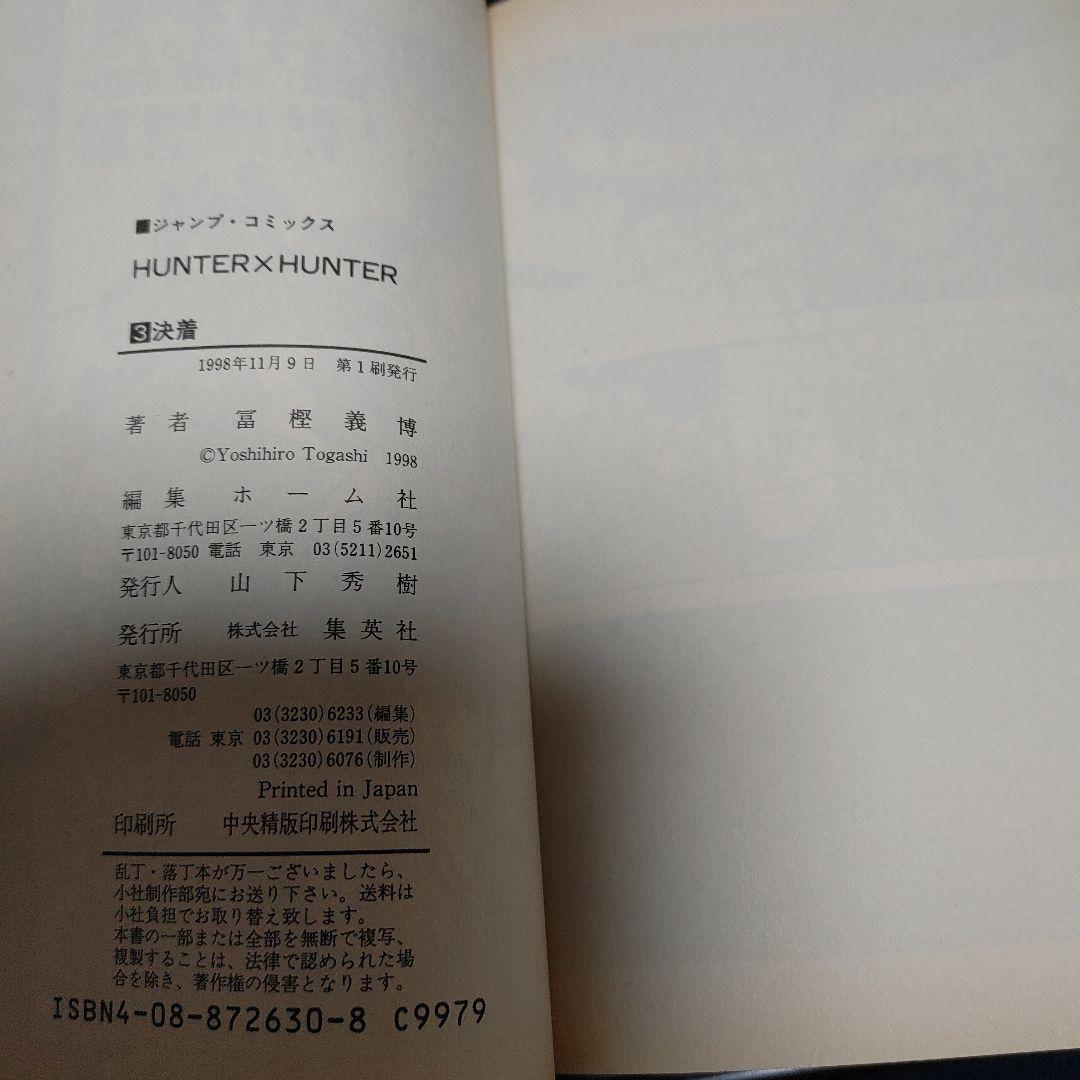 ■ジャンプ・コミックス
HUNTER×HUNTER
3決着
1998年11月9日 第1刷発行
著者 冨樫義博
©Yoshihiro Togashi 1998
編集 ホーム社
東京都千代田区一ツ橋2丁目5番10号
〒101-8050 電話 東京 03(5211)2651
発行人 山下秀樹
発行所 株式会社 集英社
東京都千代田区一ツ橋2丁目5番10号
〒101-8050
03(3230)6233(編集)
電話 東京 03(3230)6191(販売)
03(3230)6076(制作)
Printed in Japan
印刷所 中央精版印刷株式会社
乱丁・落丁本が万一ございましたら、
小社制作部宛にお送り下さい。送料は
小社負担でお取り替え致します。
本書の一部または全部を無断で複写、
複製することは、法律で認められた場
合を除き、著作権の侵害となります。
ISBN4-08-872630-8 C9979